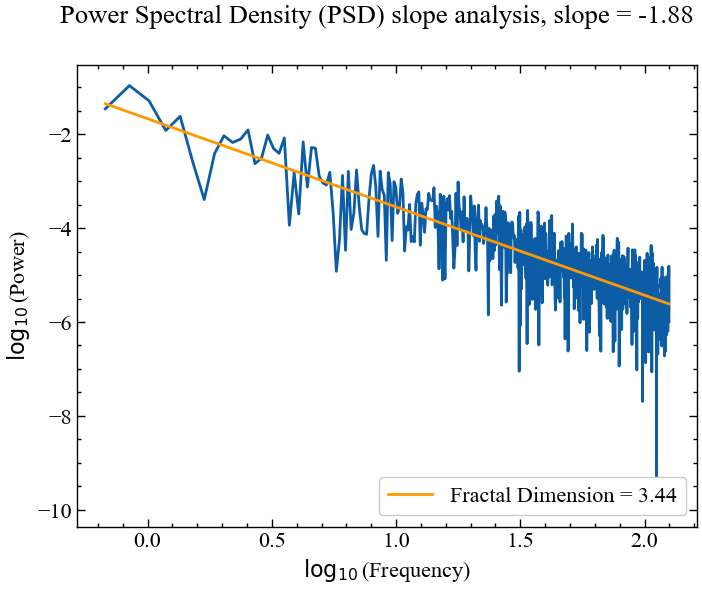 Power Spectral Density (PSD) slope analysis, slope = -1.88
−2
−4
−6
−8
−10
log₁₀(Power)
Fractal Dimension = 3.44
0.0 0.5 1.0 1.5 2.0
log₁₀(Frequency)